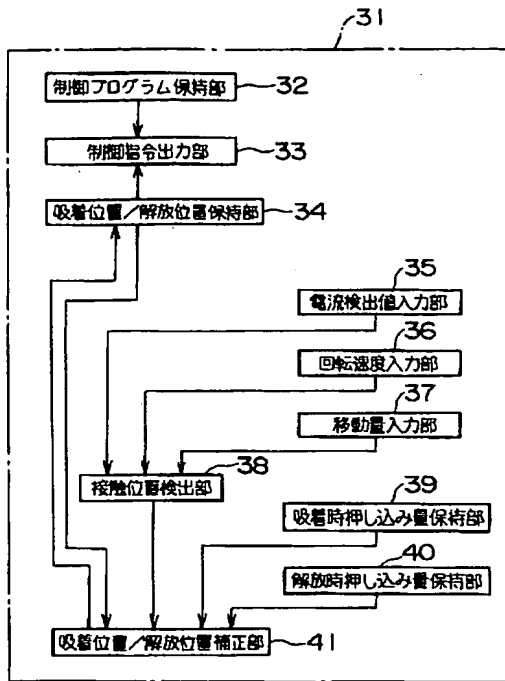 31
制御プログラム保持部 32
制御指令出力部 33
吸着位置/解放位置保持部 34
35
電流検出値入力部
36
回転速度入力部
37
移動量入力部
38
接触位置検出部
39
吸着時押し込み量保持部
40
解放時押し込み量保持部
吸着位置/解放位置補正部 41